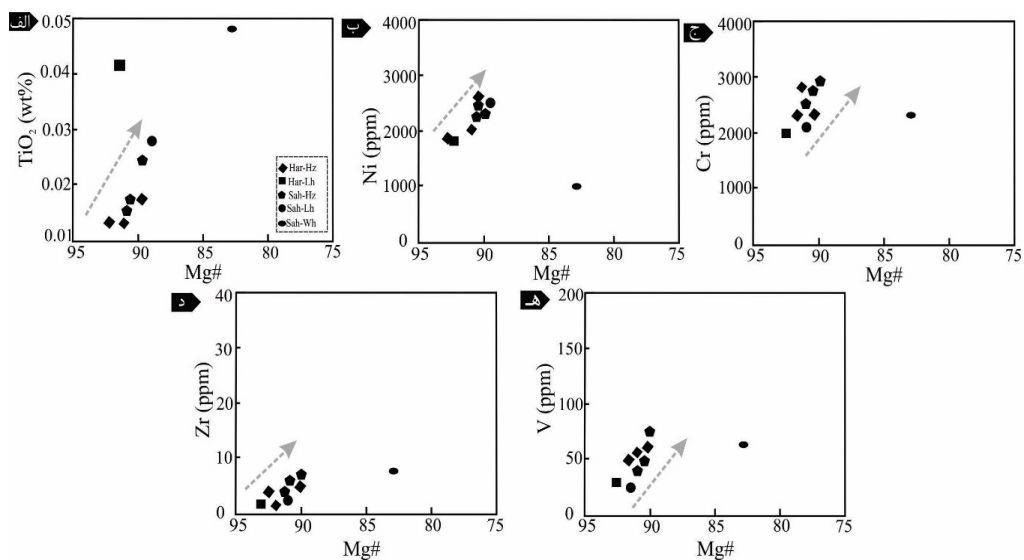 الف
0.05
0.04
0.03
0.02
0.01
TiO₂ (wt%)
95 90 85 80 75
Mg#
Har-Hz
Har-Lh
Sah-Hz
Sah-Lh
Sah-Wh
ب
4000
3000
2000
1000
0
Ni (ppm)
95 90 85 80 75
Mg#
ج
4000
3000
2000
1000
0
Cr (ppm)
95 90 85 80 75
Mg#
د
40
30
20
10
0
Zr (ppm)
95 90 85 80 75
Mg#
هـ
200
150
100
50
0
V (ppm)
95 90 85 80 75
Mg#